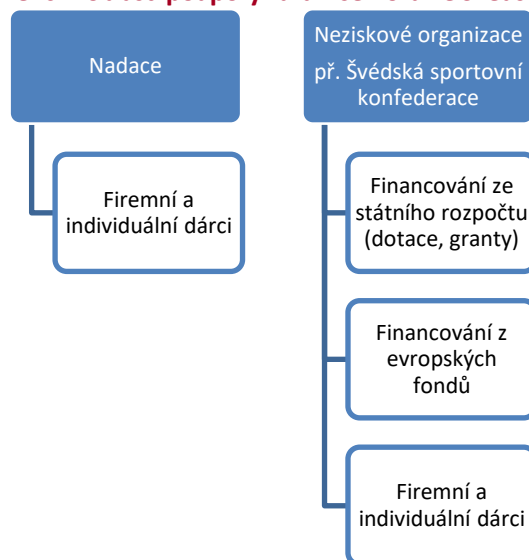 Nadace
Firemní a
individuální dárci
Neziskové organizace
př. Švédská sportovní
konfederace
Financování ze
státního rozpočtu
(dotace, granty)
Financování z
evropských
fondů
Firemní a
individuální dárci